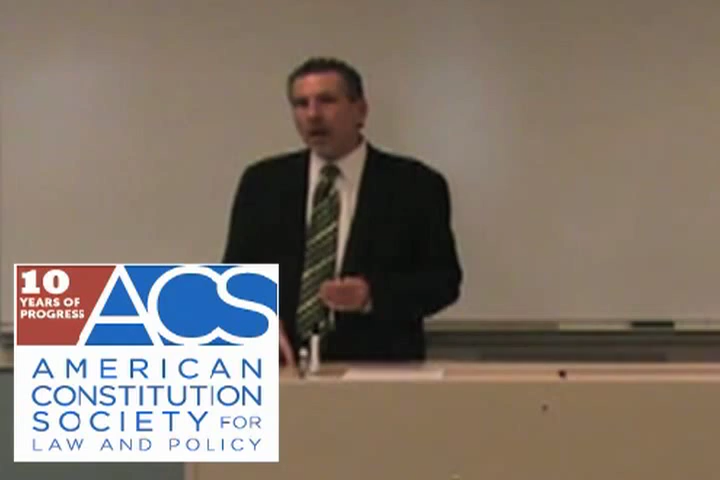 10
YEARS OF
PROGRESS
ACS
AMERICAN
CONSTITUTION
SOCIETY FOR
LAW AND POLICY